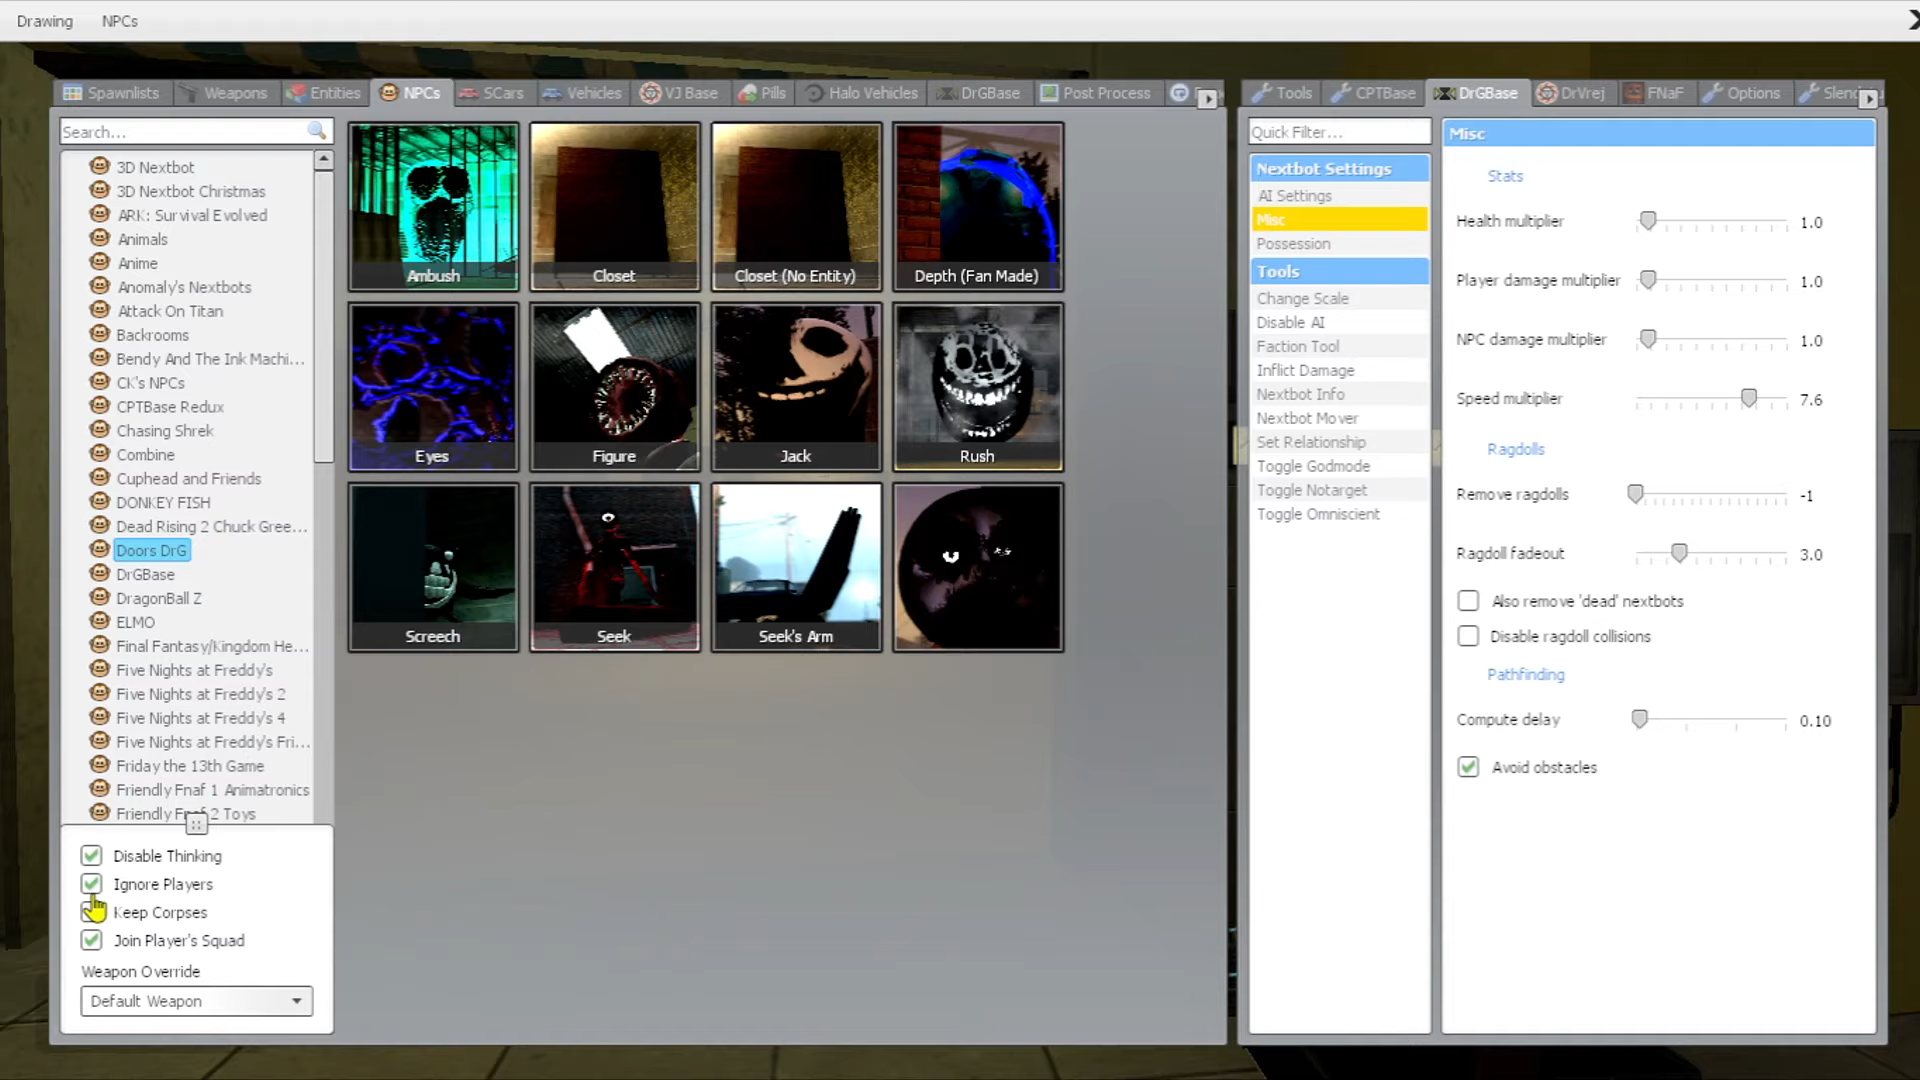 Drawing NPCs
Spawnlists Weapons Entities NPCs SCars Vehicles VJ Base Pills Halo Vehicles DrGBase Post Process
Tools CPTBase DrGBase DrVrej FNaF Options
Search...
3D Nextbot
3D Nextbot Christmas
ARK: Survival Evolved
Animals
Anime
Anomaly's Nextbots
Attack On Titan
Backrooms
Bendy And The Ink Machi...
CK's NPCs
CPTBase Redux
Chasing Shrek
Combine
Cuphead and Friends
DONKEY FISH
Dead Rising 2 Chuck Gree...
Doors DrG
DrGBase
DragonBall Z
ELMO
Final Fantasy/Kingdom He...
Five Nights at Freddy's
Five Nights at Freddy's 2
Five Nights at Freddy's 4
Five Nights at Freddy's Fri...
Friday the 13th Game
Friendly Fnaf 1 Animatronics
Friendly Fnaf 2 Toys
Disable Thinking
Ignore Players
Keep Corpses
Join Player's Squad
Weapon Override
Default Weapon
Ambush Closet Closet (No Entity) Depth (Fan Made)
Eyes Figure Jack Rush
Screech Seek Seek's Arm
Quick Filter...
Nextbot Settings
AI Settings
Misc
Possession
Tools
Change Scale
Disable AI
Faction Tool
Inflict Damage
Nextbot Info
Nextbot Mover
Set Relationship
Toggle Godmode
Toggle Notarget
Toggle Omniscient
Misc
Stats
Health multiplier 1.0
Player damage multiplier 1.0
NPC damage multiplier 1.0
Speed multiplier 7.6
Ragdolls
Remove ragdolls -1
Ragdoll fadeout 3.0
Also remove 'dead' nextbots
Disable ragdoll collisions
Pathfinding
Compute delay 0.10
Avoid obstacles